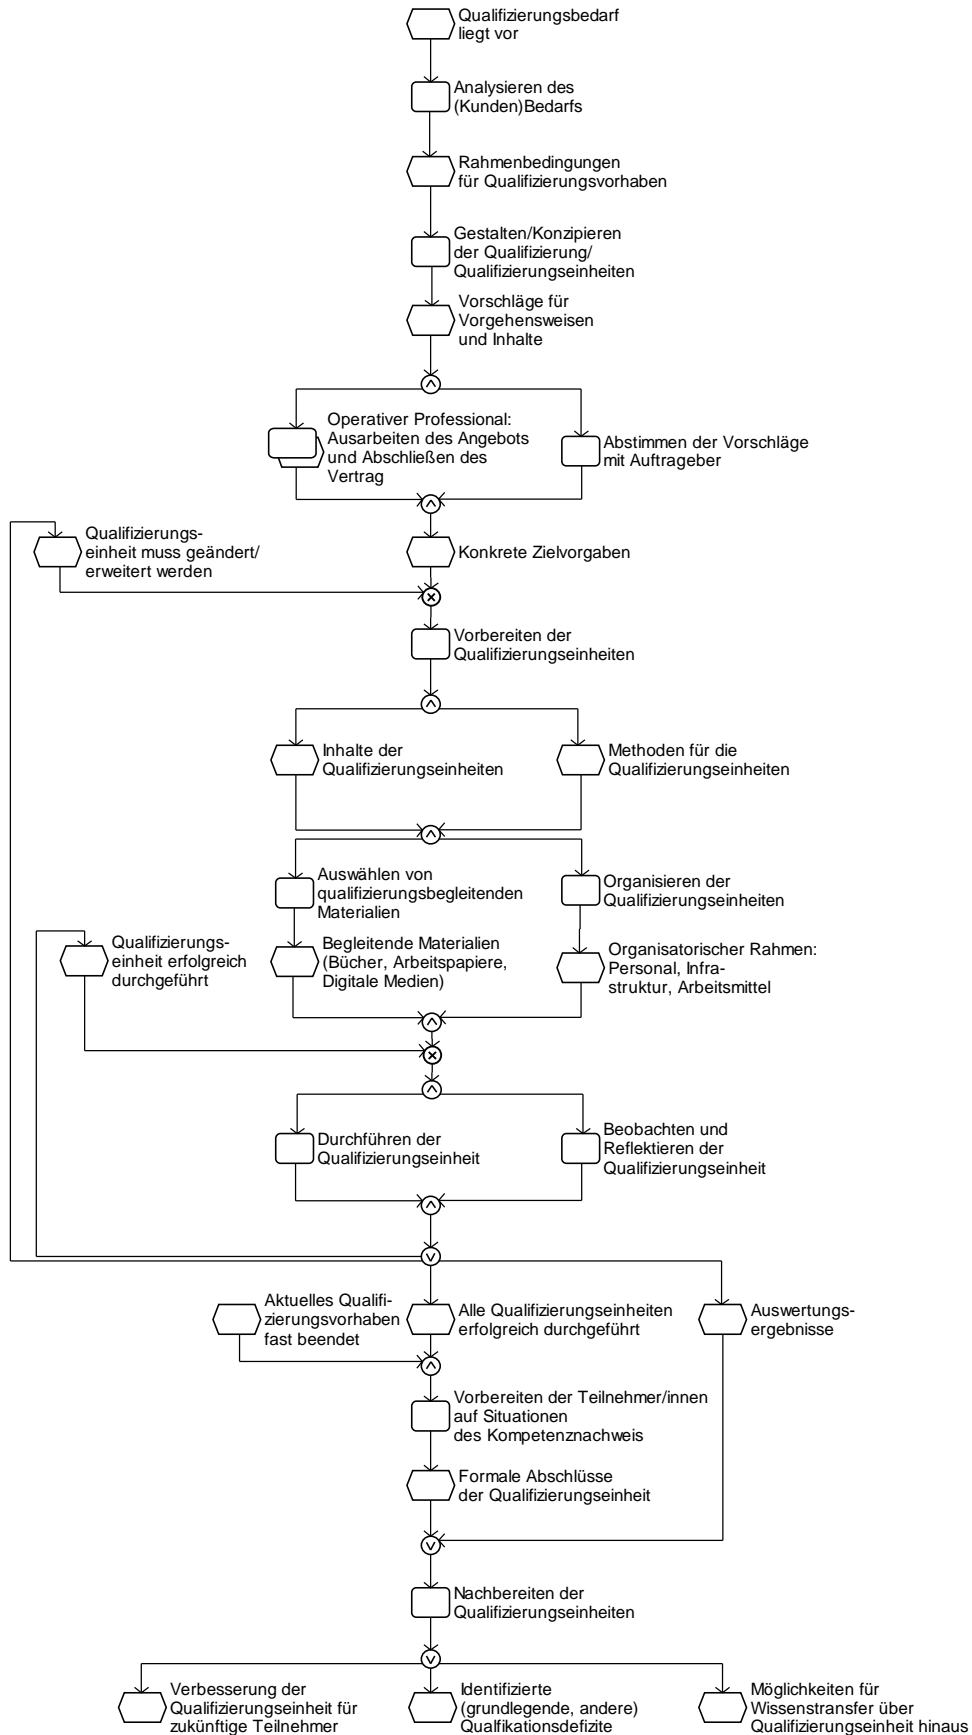 Qualifizierungsbedarf
liegt vor
Analysieren des
(Kunden)Bedarfs
Rahmenbedingungen
für Qualifizierungsvorhaben
Gestalten/Konzipieren
der Qualifizierung/
Qualifizierungseinheiten
Vorschläge für
Vorgehensweisen
und Inhalte
Operativer Professional:
Ausarbeiten des Angebots
und Abschließen des
Vertrag
Abstimmen der Vorschläge
mit Auftrageber
Qualifizierungs-
einheit muss geändert/
erweitert werden
Konkrete Zielvorgaben
Vorbereiten der
Qualifizierungseinheiten
Inhalte der
Qualifizierungseinheiten
Methoden für die
Qualifizierungseinheiten
Auswählen von
qualifizierungsbegleitenden
Materialien
Organisieren der
Qualifizierungseinheiten
Qualifizierungs-
einheit erfolgreich
durchgeführt
Begleitende Materialien
(Bücher, Arbeitspapiere,
Digitale Medien)
Organisatorischer Rahmen:
Personal, Infra-
struktur, Arbeitsmittel
Durchführen der
Qualifizierungseinheit
Beobachten und
Reflektieren der
Qualifizierungseinheit
Aktuelles Qualifi-
zierungsvorhaben
fast beendet
Alle Qualifizierungseinheiten
erfolgreich durchgeführt
Auswertungs-
ergebnisse
Vorbereiten der Teilnehmer/innen
auf Situationen
des Kompetenznachweis
Formale Abschlüsse
der Qualifizierungseinheit
Nachbereiten der
Qualifizierungseinheiten
Verbesserung der
Qualifizierungseinheit für
zukünftige Teilnehmer
Identifizierte
(grundlegende, andere)
Qualfikationsdefizite
Möglichkeiten für
Wissenstransfer über
Qualifizierungseinheit hinaus